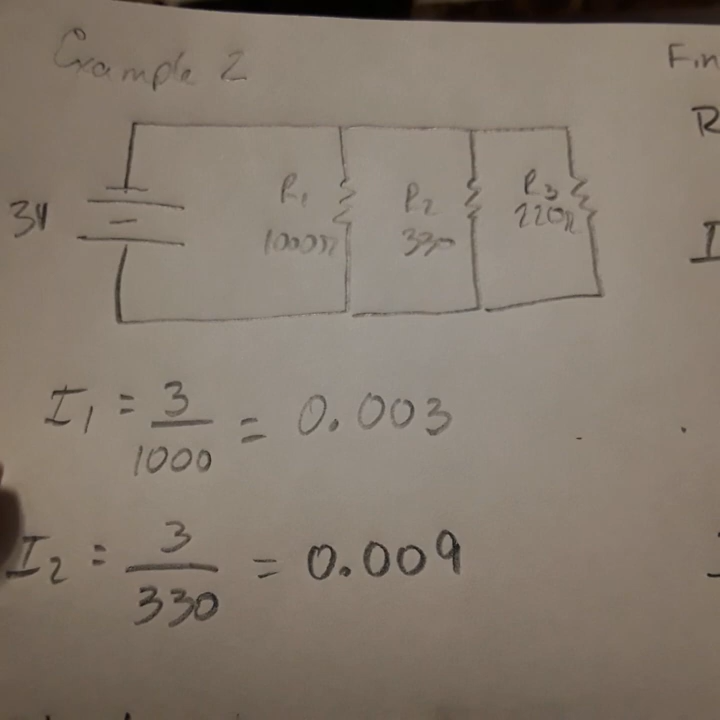 Example 2
Fin
R
3V
R1
1000Ω
R2
330
R3
220Ω
I
I1 = 3/1000 = 0.003
I2 = 3/330 = 0.009